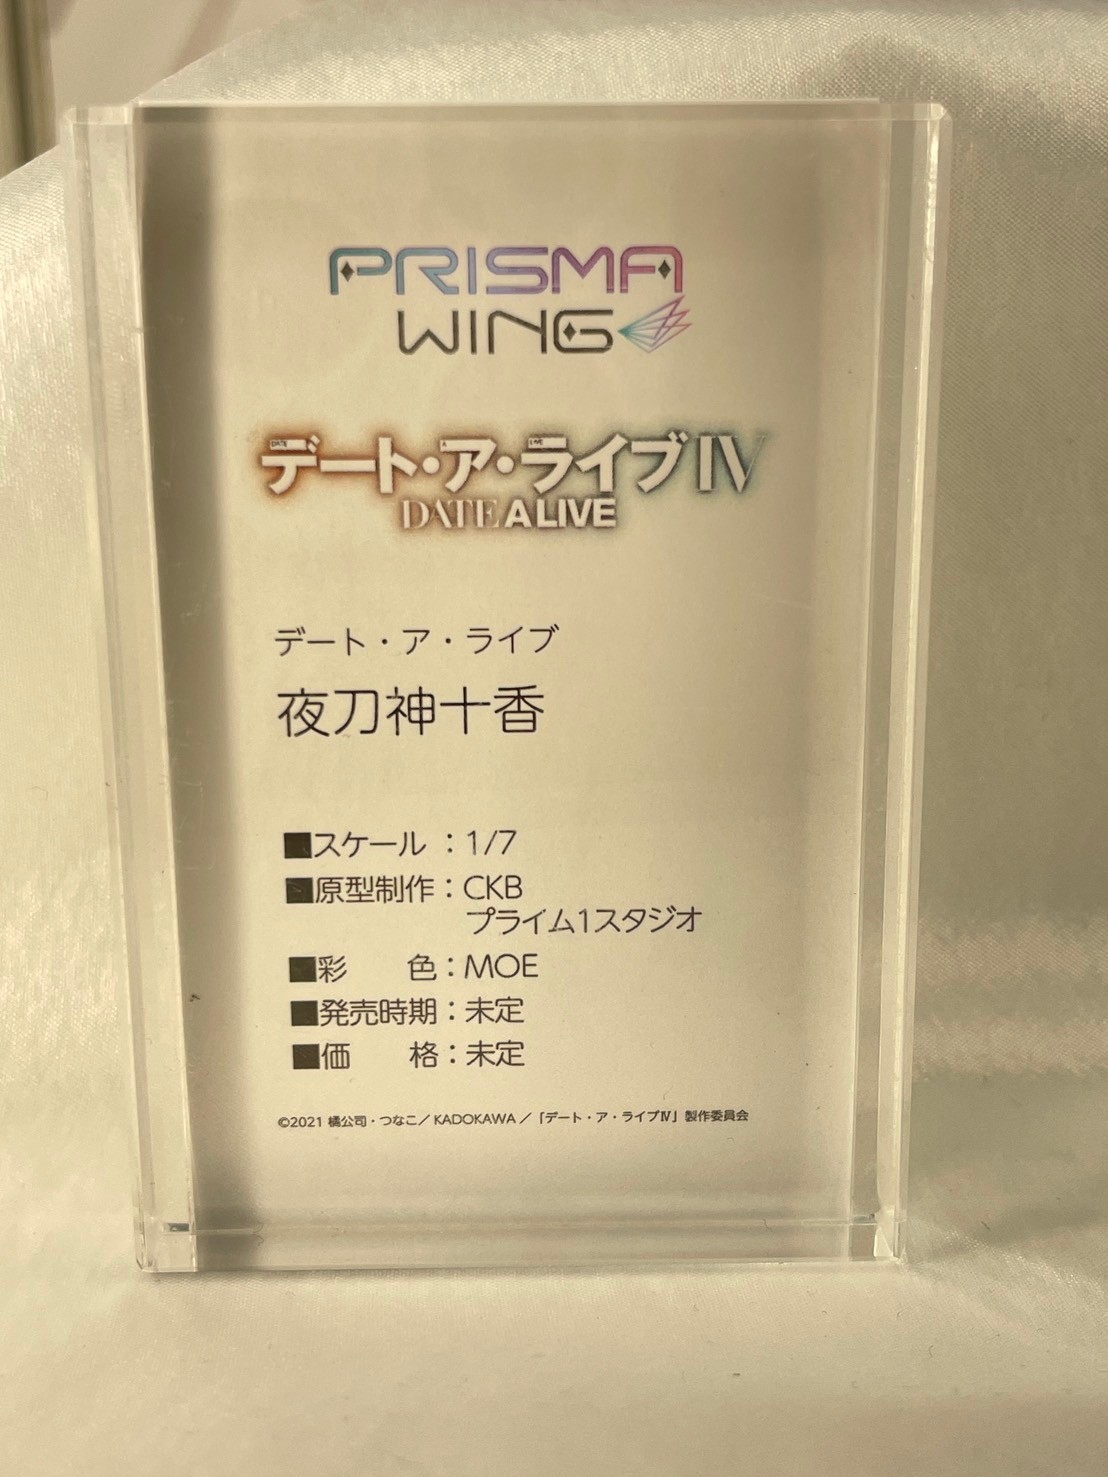 PRISMA
WING
デート・ア・ライブIV
DATE A LIVE
デート・ア・ライブ
夜刀神十香
■スケール：1/7
■原型制作：CKB
プライム1スタジオ
■彩　　色：MOE
■発売時期：未定
■価　　格：未定
©2021 橘公司・つなこ／KADOKAWA／「デート・ア・ライブⅣ」製作委員会